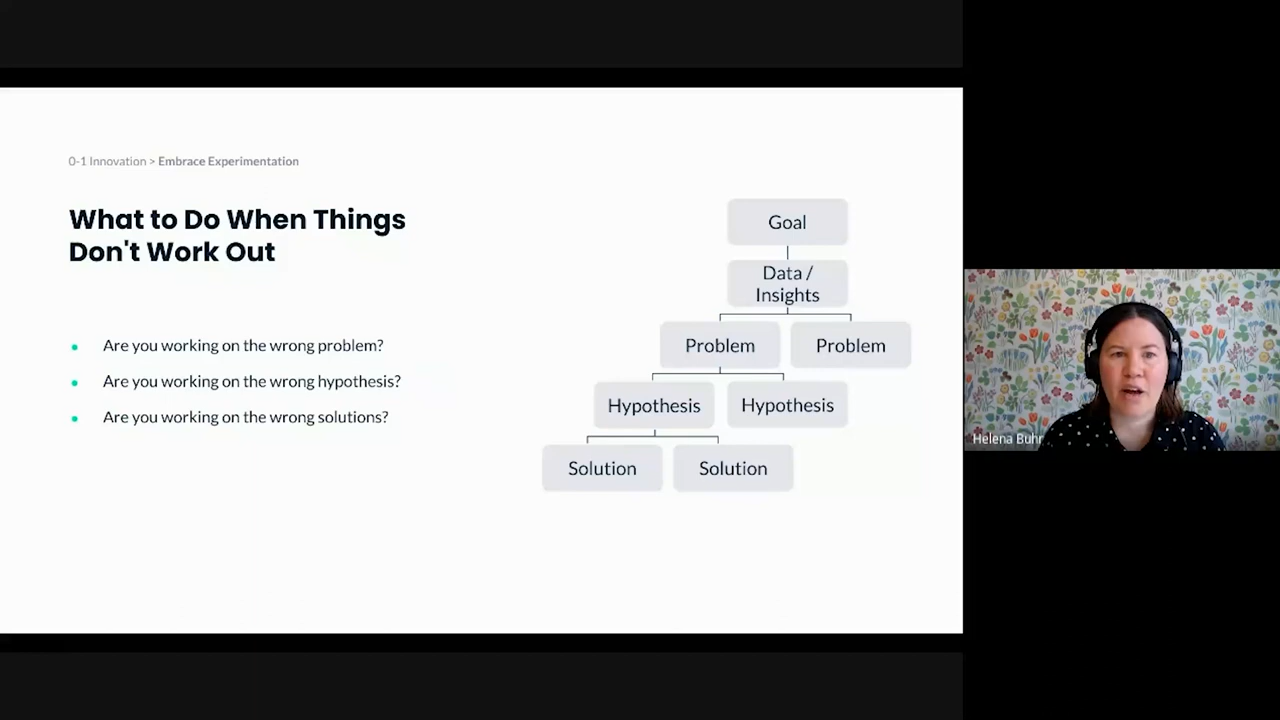 0-1 Innovation > Embrace Experimentation
What to Do When Things
Don't Work Out
Are you working on the wrong problem?
Are you working on the wrong hypothesis?
Are you working on the wrong solutions?
Goal
Data /
Insights
Problem Problem
Hypothesis Hypothesis
Solution Solution
Helena Buhr